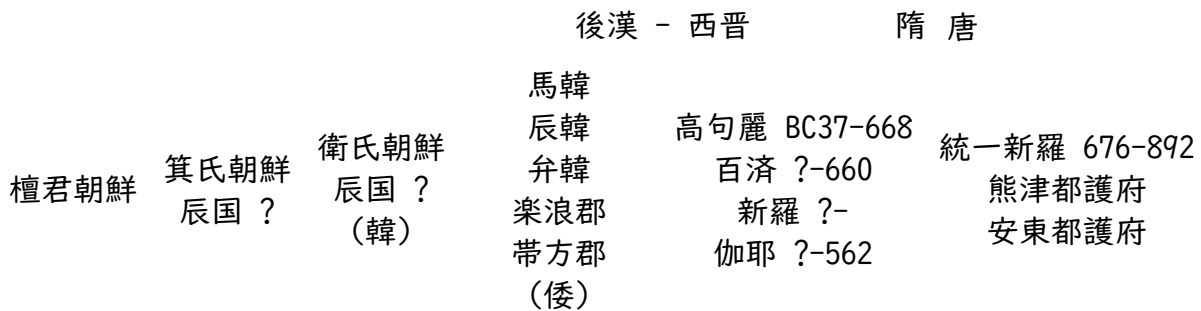 後漢 - 西晋
隋 唐
檀君朝鮮
箕氏朝鮮
辰国 ?
衛氏朝鮮
辰国 ?
(韓)
馬韓
辰韓
弁韓
楽浪郡
帯方郡
(倭)
高句麗 BC37-668
百済 ?-660
新羅 ?-
伽耶 ?-562
統一新羅 676-892
熊津都護府
安東都護府